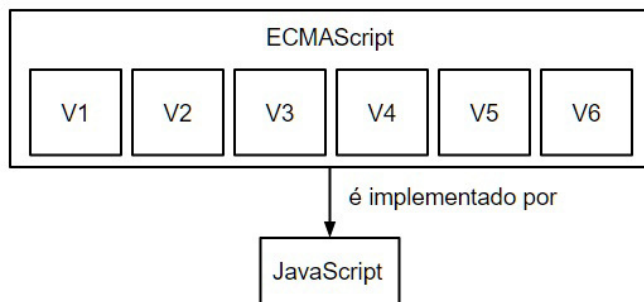 ECMAScript
V1 V2 V3 V4 V5 V6
é implementado por
JavaScript